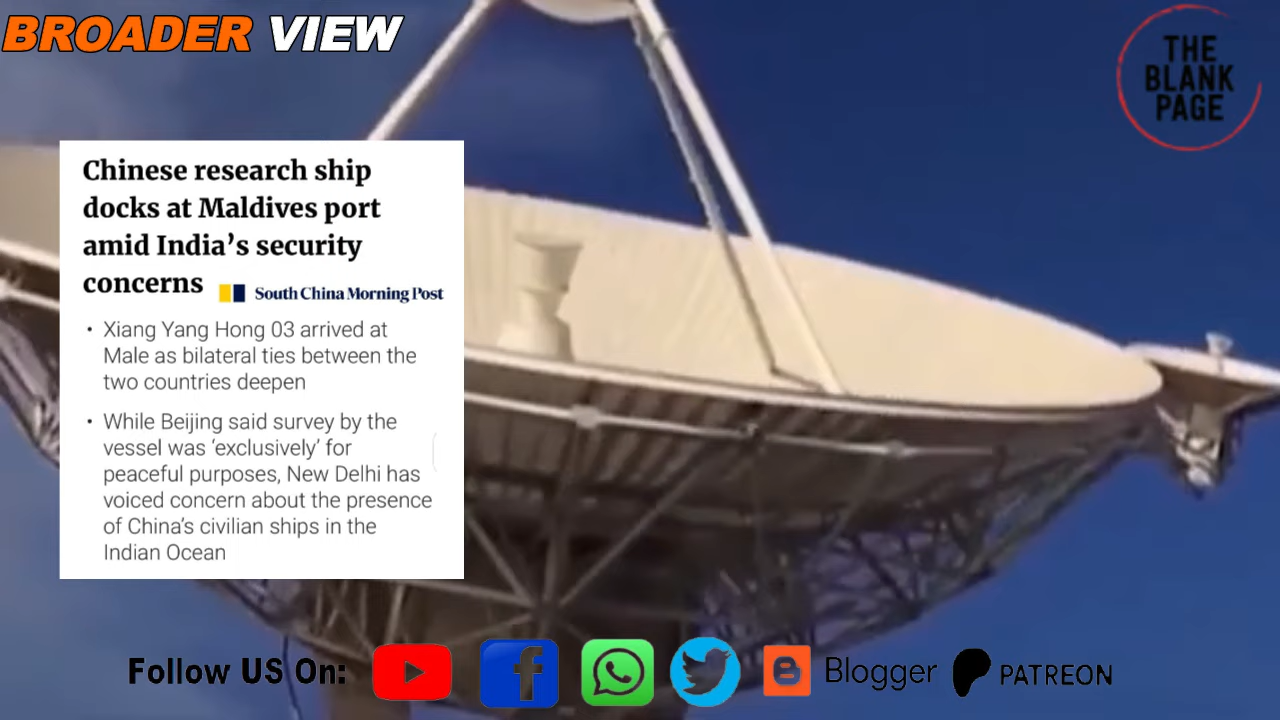 BROADER VIEW
THE
BLANK
PAGE
Chinese research ship
docks at Maldives port
amid India’s security
concerns
South China Morning Post
• Xiang Yang Hong 03 arrived at
Male as bilateral ties between the
two countries deepen
• While Beijing said survey by the
vessel was ‘exclusively’ for
peaceful purposes, New Delhi has
voiced concern about the presence
of China’s civilian ships in the
Indian Ocean
Follow US On:
Blogger
PATREON